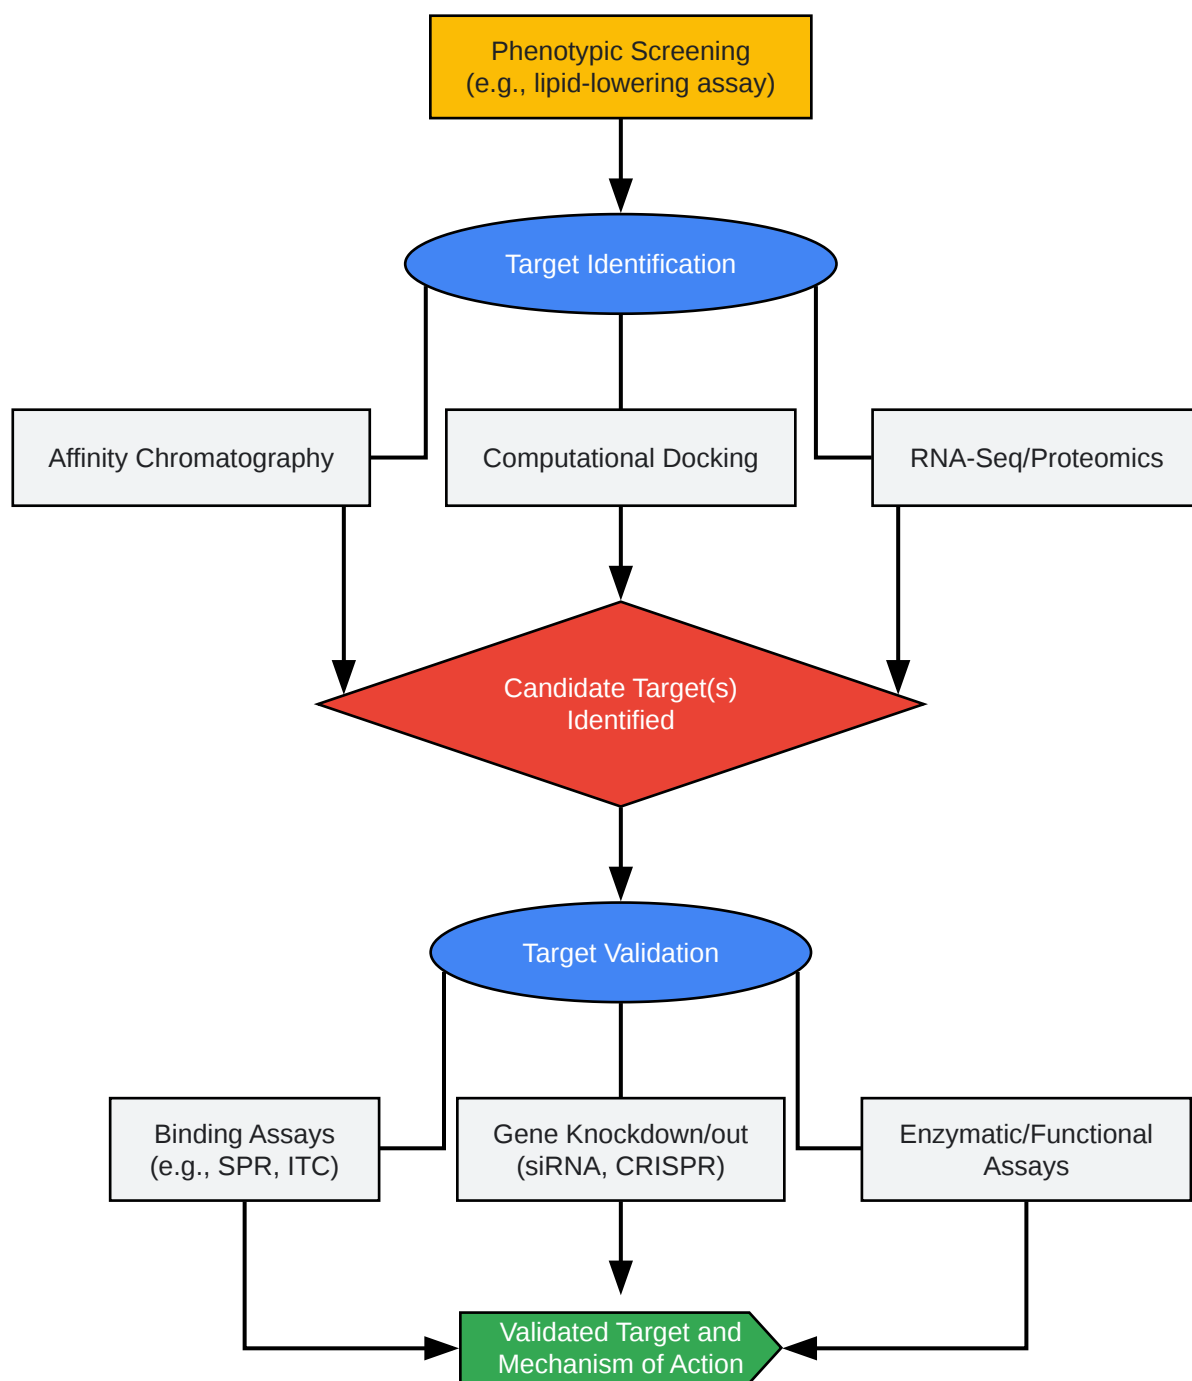 Phenotypic Screening
(e.g., lipid-lowering assay)
Target Identification
Affinity Chromatography
Computational Docking
RNA-Seq/Proteomics
Candidate Target(s)
Identified
Target Validation
Binding Assays
(e.g., SPR, ITC)
Gene Knockdown/out
(siRNA, CRISPR)
Enzymatic/Functional
Assays
Validated Target and
Mechanism of Action